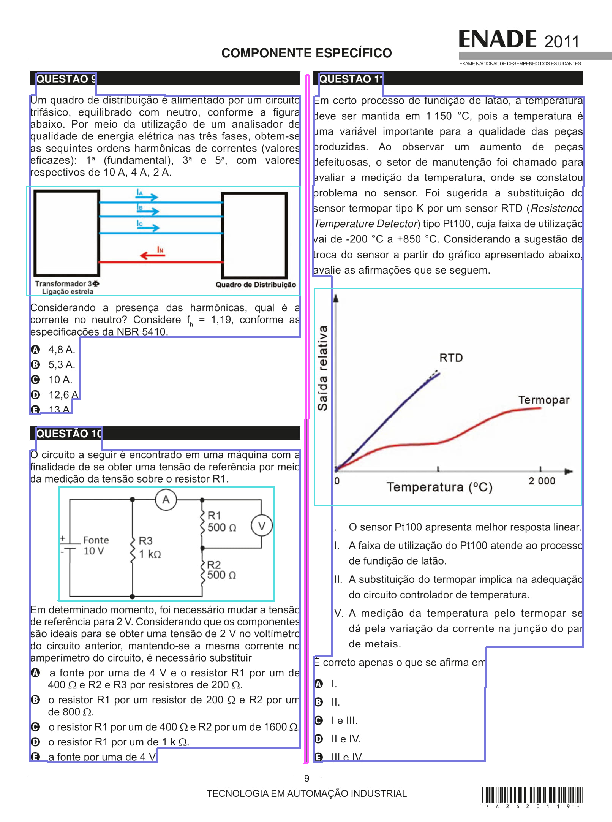 ENADE 2011
EXAME NACIONAL DE DESEMPENHO DOS ESTUDANTES
COMPONENTE ESPECÍFICO
QUESTÃO 9
Um quadro de distribuição é alimentado por um circuito
trifásico, equilibrado com neutro, conforme a figura
abaixo. Por meio da utilização de um analisador de
qualidade de energia elétrica nas três fases, obtem-se
as seguintes ordens harmônicas de correntes (valores
eficazes): 1ª (fundamental), 3ª e 5ª, com valores
respectivos de 10 A, 4 A, 2 A.
I_A
I_B
I_C
I_N
Transformador 3Φ
Ligação estrela
Quadro de Distribuição
Considerando a presença das harmônicas, qual é a
corrente no neutro? Considere f_h = 1,19, conforme as
especificações da NBR 5410.
A 4,8 A.
B 5,3 A.
C 10 A.
D 12,6 A
E 13 A
QUESTÃO 10
O circuito a seguir é encontrado em uma máquina com a
finalidade de se obter uma tensão de referência por meio
da medição da tensão sobre o resistor R1.
A
R1
500 Ω
V
+
Fonte
10 V
-
R3
1 kΩ
R2
500 Ω
Em determinado momento, foi necessário mudar a tensão
de referência para 2 V. Considerando que os componentes
são ideais para se obter uma tensão de 2 V no voltímetro
do circuito anterior, mantendo-se a mesma corrente no
amperímetro do circuito, é necessário substituir
A a fonte por uma de 4 V e o resistor R1 por um de
400 Ω e R2 e R3 por resistores de 200 Ω.
B o resistor R1 por um resistor de 200 Ω e R2 por um
de 800 Ω.
C o resistor R1 por um de 400 Ω e R2 por um de 1600 Ω
D o resistor R1 por um de 1 k Ω.
E a fonte por uma de 4 V
QUESTÃO 11
Em certo processo de fundição de latão, a temperatura
deve ser mantida em 1 150 °C, pois a temperatura é
uma variável importante para a qualidade das peças
produzidas. Ao observar um aumento de peças
defeituosas, o setor de manutenção foi chamado para
avaliar a medição da temperatura, onde se constatou
problema no sensor. Foi sugerida a substituição do
sensor termopar tipo K por um sensor RTD (Resistence
Temperature Detector) tipo Pt100, cuja faixa de utilização
vai de -200 °C a +850 °C. Considerando a sugestão de
troca do sensor a partir do gráfico apresentado abaixo,
avalie as afirmações que se seguem.
Saída relativa
RTD
Termopar
0
2 000
Temperatura (ºC)
I. O sensor Pt100 apresenta melhor resposta linear.
II. A faixa de utilização do Pt100 atende ao processo
de fundição de latão.
III. A substituição do termopar implica na adequação
do circuito controlador de temperatura.
IV. A medição da temperatura pelo termopar se
dá pela variação da corrente na junção do par
de metais.
É correto apenas o que se afirma em
A I.
B II.
C I e III.
D II e IV.
E III e IV
9
TECNOLOGIA EM AUTOMAÇÃO INDUSTRIAL